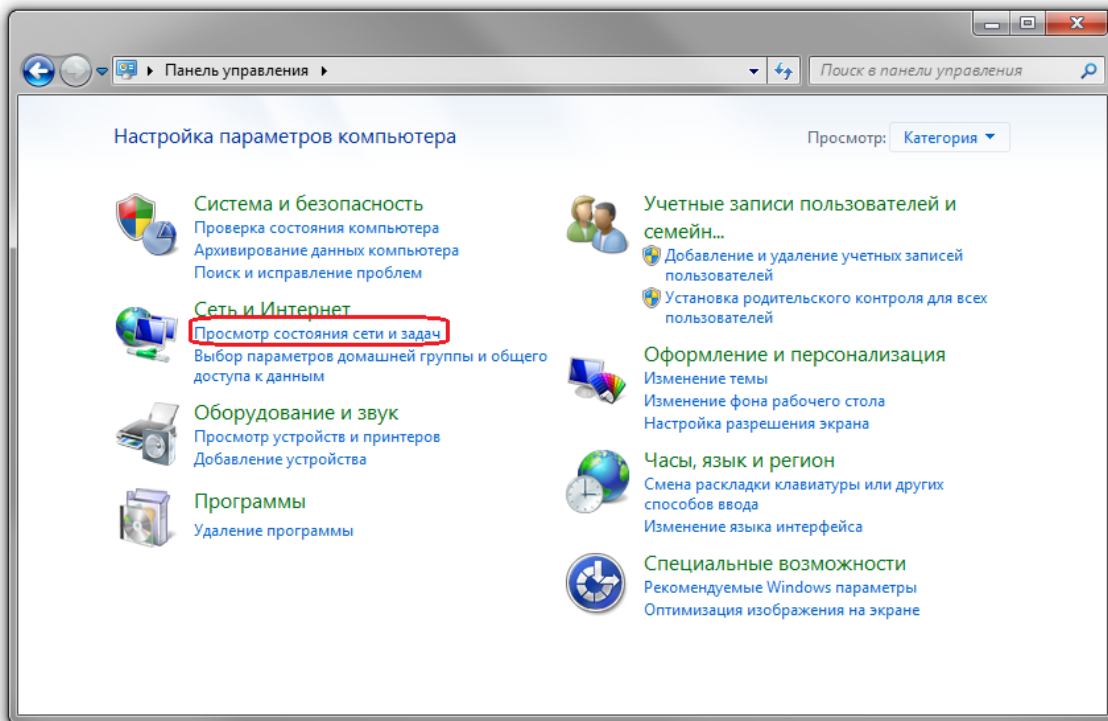 Панель управления
Поиск в панели управления
Настройка параметров компьютера
Просмотр:
Категория
Система и безопасность
Проверка состояния компьютера
Архивирование данных компьютера
Поиск и исправление проблем
Сеть и Интернет
Просмотр состояния сети и задач
Выбор параметров домашней группы и общего
доступа к данным
Оборудование и звук
Просмотр устройств и принтеров
Добавление устройства
Программы
Удаление программы
Учетные записи пользователей и
семейн...
Добавление и удаление учетных записей
пользователей
Установка родительского контроля для всех
пользователей
Оформление и персонализация
Изменение темы
Изменение фона рабочего стола
Настройка разрешения экрана
Часы, язык и регион
Смена раскладки клавиатуры или других
способов ввода
Изменение языка интерфейса
Специальные возможности
Рекомендуемые Windows параметры
Оптимизация изображения на экране